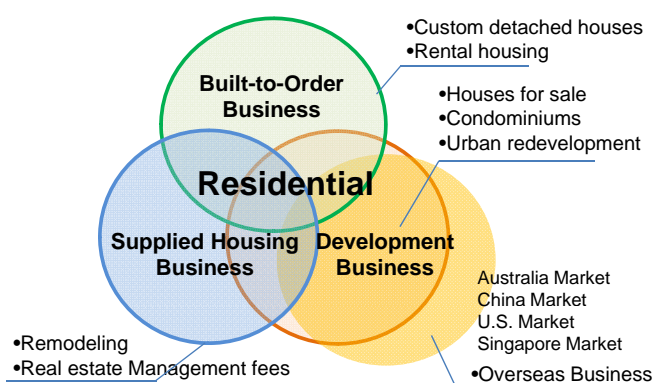 •Custom detached houses
•Rental housing
Built-to-Order
Business
•Houses for sale
•Condominiums
•Urban redevelopment
Residential
Supplied Housing
Business
Development
Business
Australia Market
China Market
U.S. Market
Singapore Market
•Remodeling
•Real estate Management fees
•Overseas Business